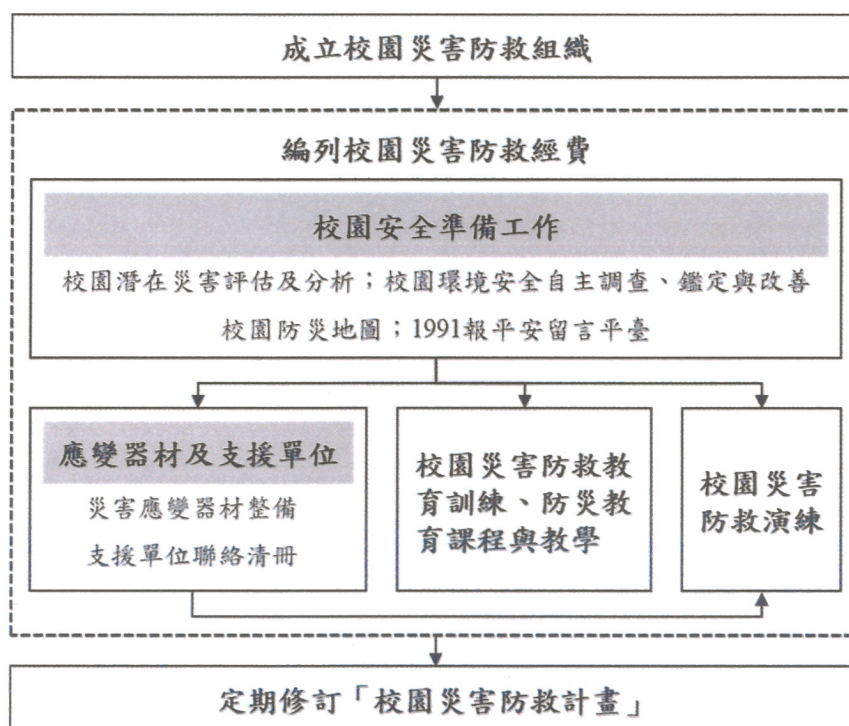 成立校園災害防救組織
編列校園災害防救經費
校園安全準備工作
校園潛在災害評估及分析；校園環境安全自主調查、鑑定與改善
校園防災地圖；1991報平安留言平臺
應變器材及支援單位
災害應變器材整備
支援單位聯絡清冊
校園災害防救教
育訓練、防災教
育課程與教學
校園災害
防救演練
定期修訂「校園災害防救計畫」